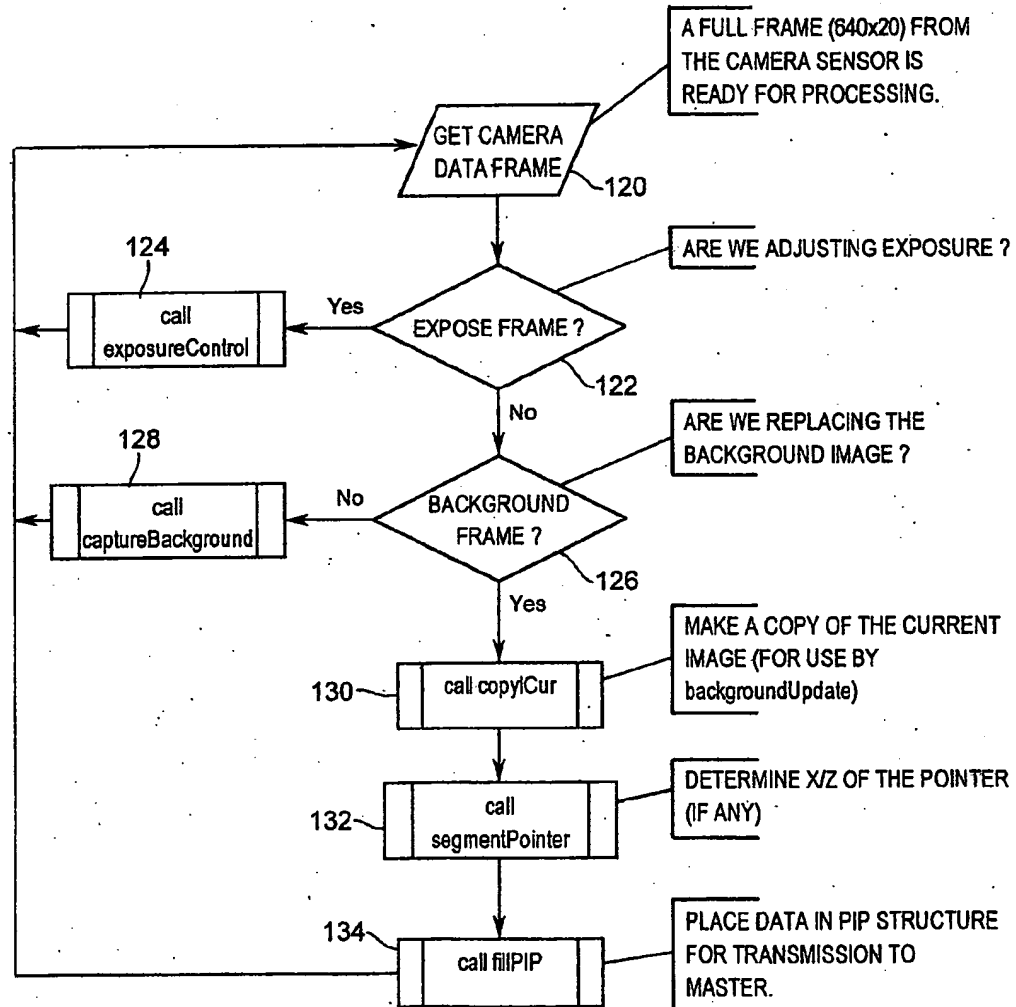 A FULL FRAME (640x20) FROM
THE CAMERA SENSOR IS
READY FOR PROCESSING.
GET CAMERA
DATA FRAME
120
ARE WE ADJUSTING EXPOSURE ?
124
call
exposureControl
Yes
EXPOSE FRAME ?
122
No
ARE WE REPLACING THE
BACKGROUND IMAGE ?
128
call
captureBackground
No
BACKGROUND
FRAME ?
126
Yes
MAKE A COPY OF THE CURRENT
IMAGE (FOR USE BY
backgroundUpdate)
130
call copyICur
DETERMINE X/Z OF THE POINTER
(IF ANY)
132
call
segmentPointer
PLACE DATA IN PIP STRUCTURE
FOR TRANSMISSION TO
MASTER.
134
call fillPIP